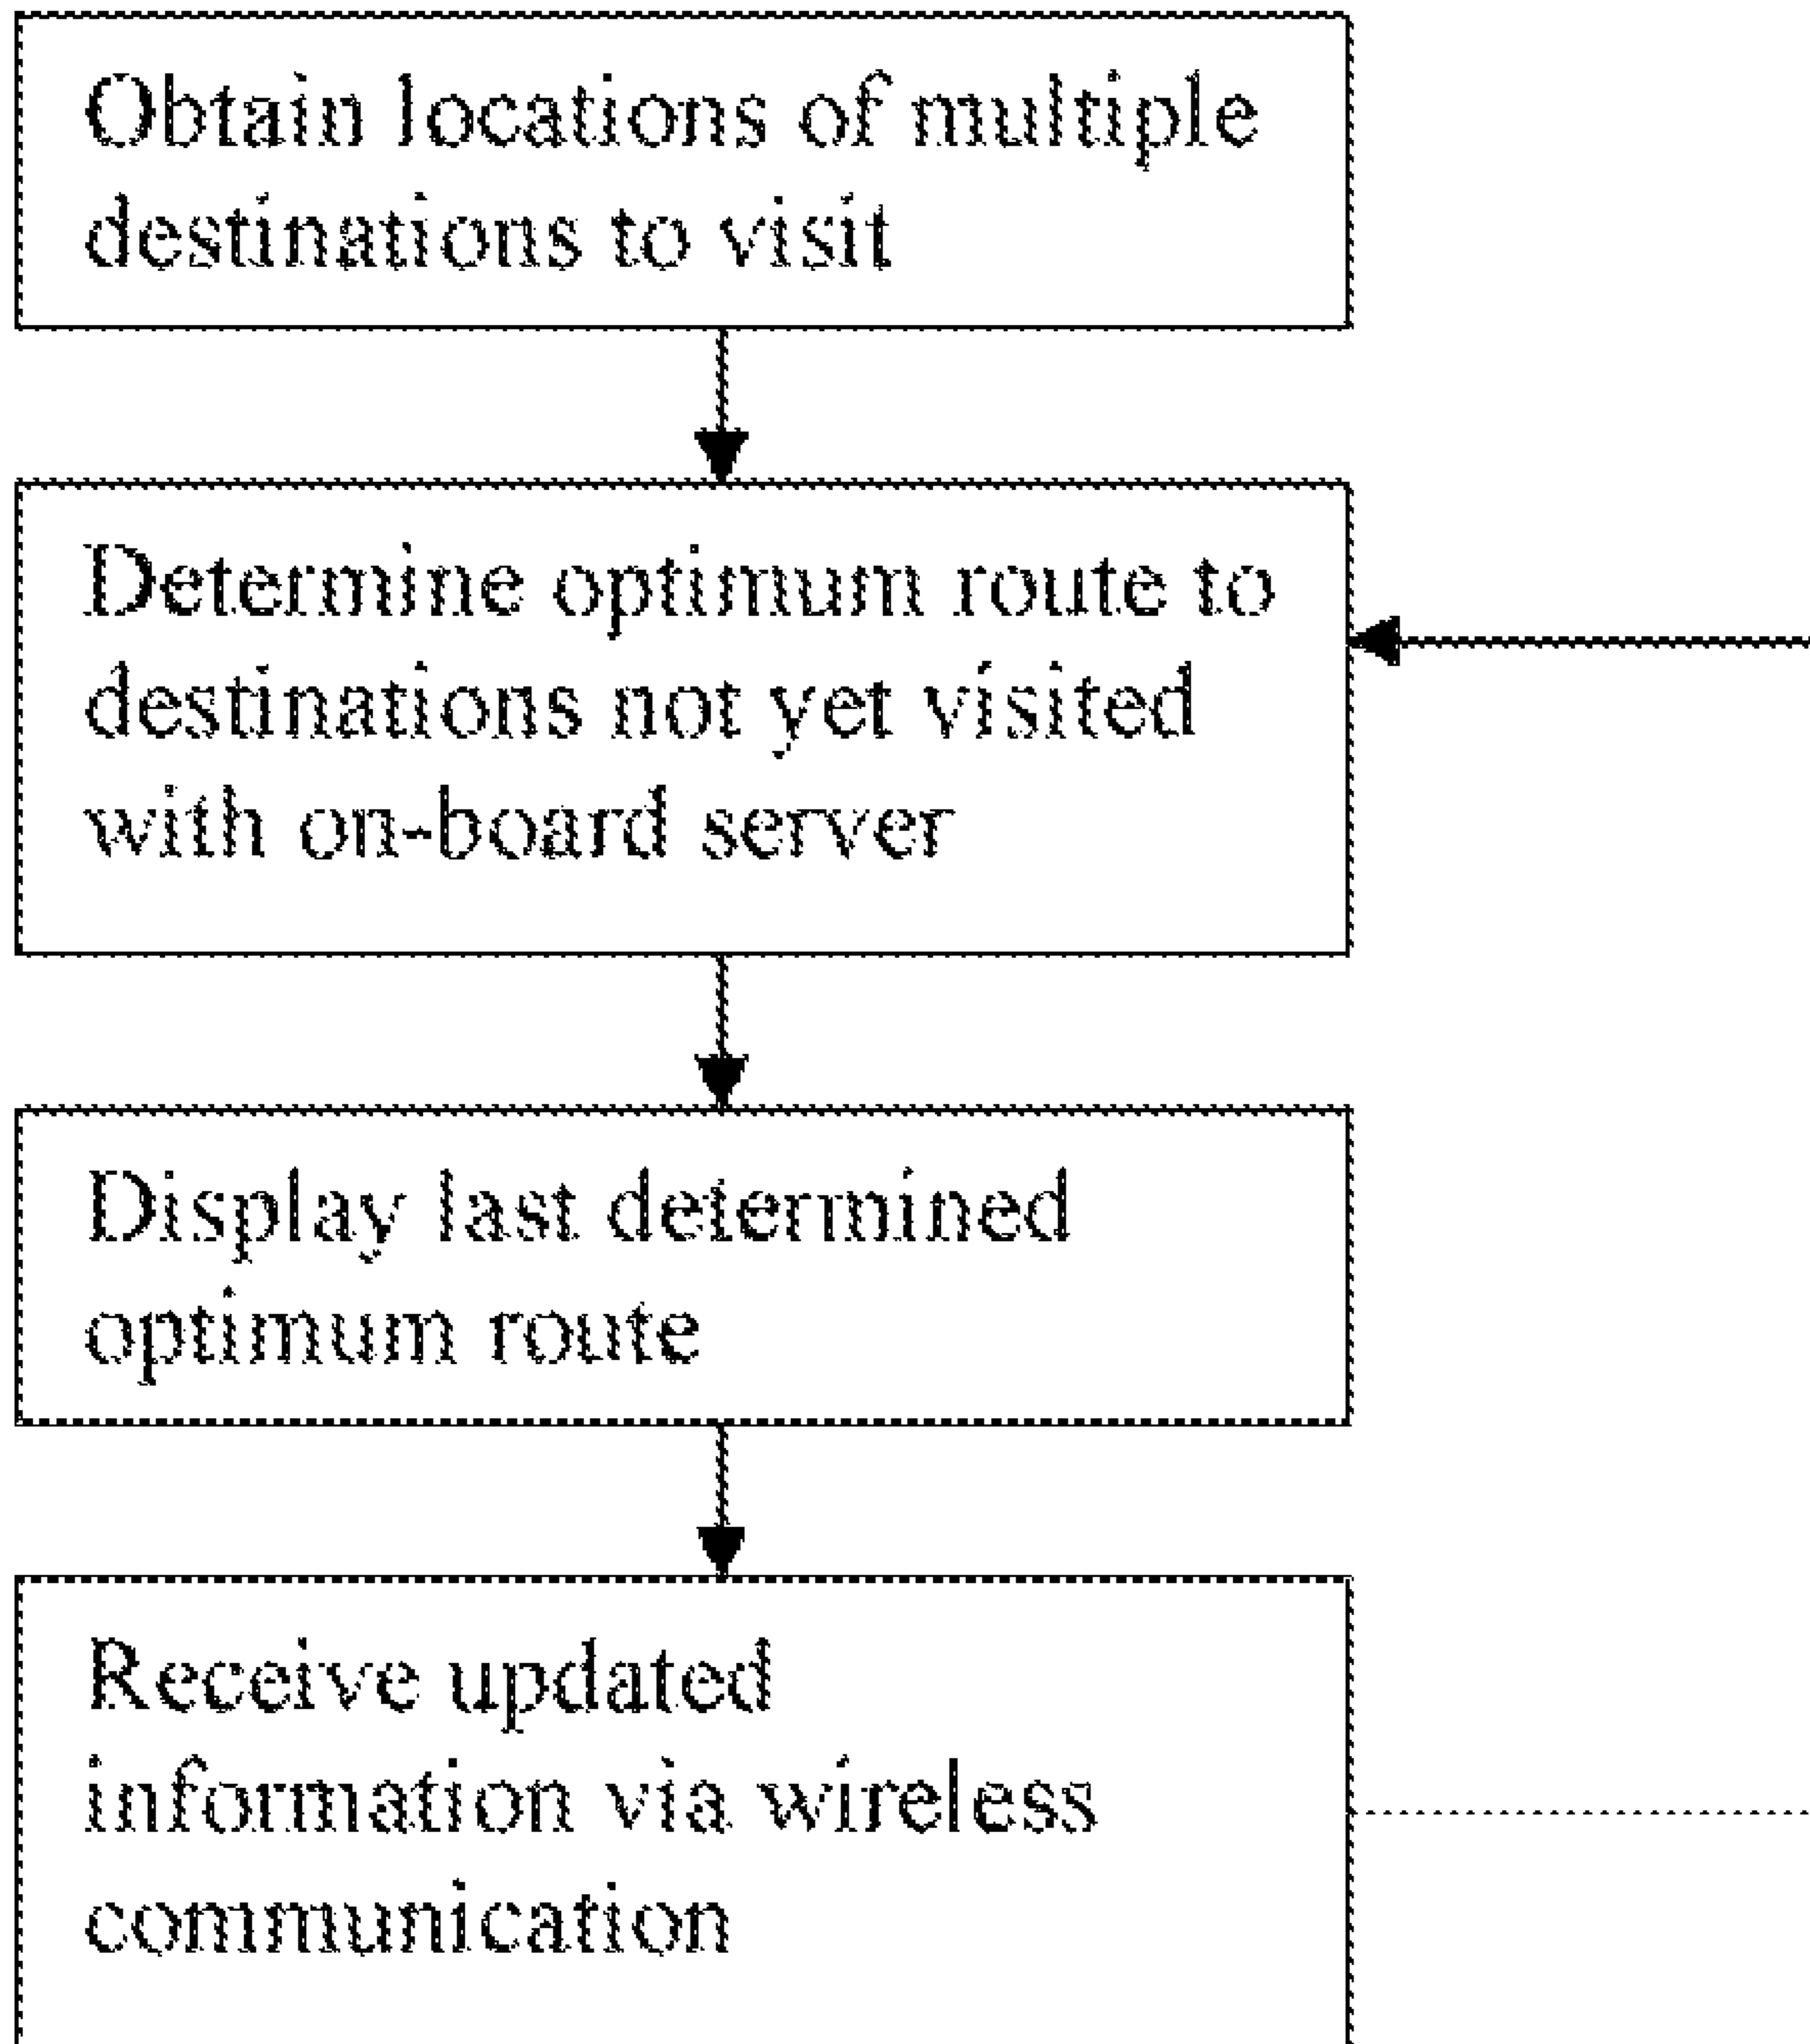 Obtain locations of multiple
destinations to visit
Determine optimum route to
destinations not yet visited
with on-board server
Display last determined
optimum route
Receive updated
information via wireless
communication